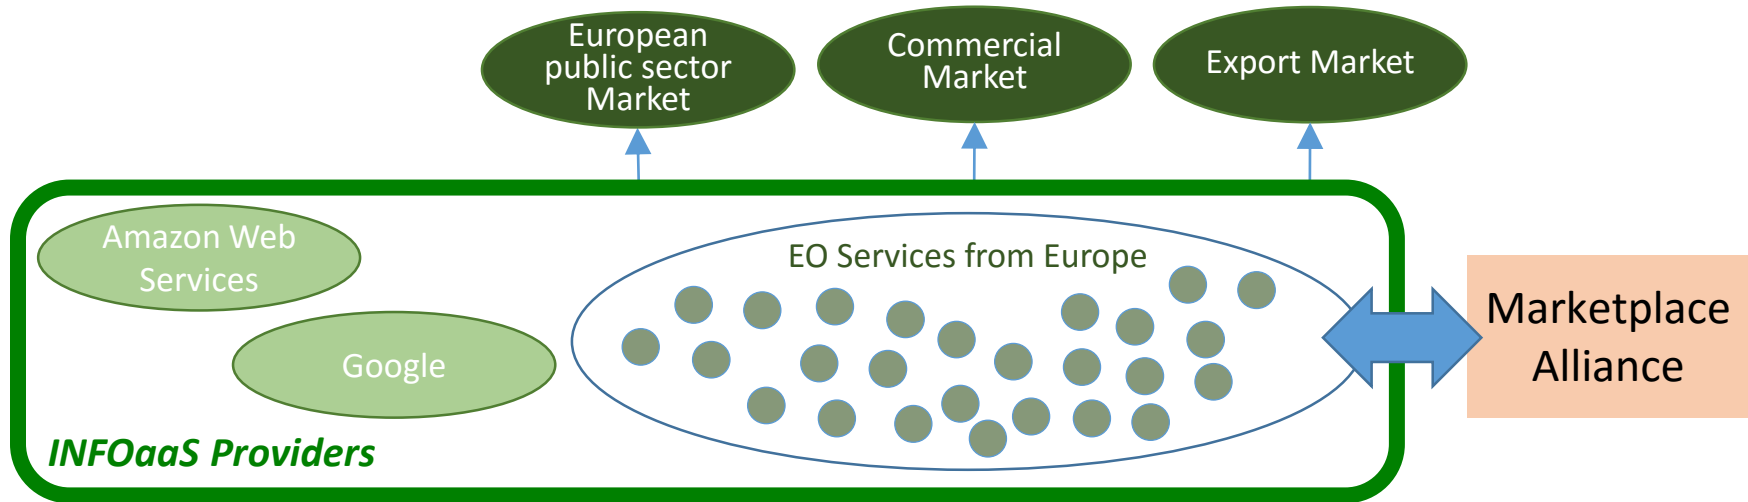 European
public sector
Market
Commercial
Market
Export Market
Amazon Web
Services
EO Services from Europe
Google
Marketplace
Alliance
INFOaaS Providers